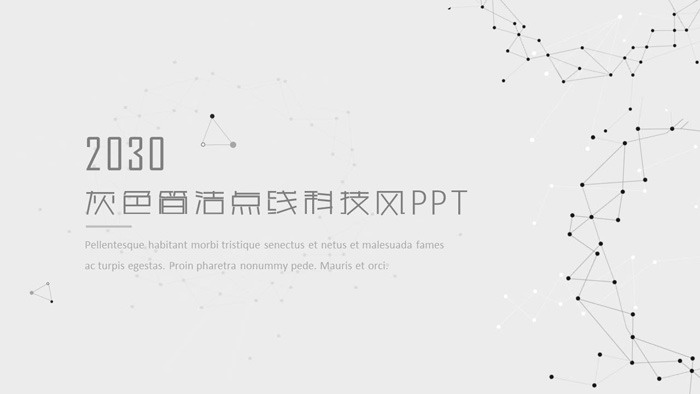 2030
灰色简洁点线科技风PPT
Pellentesque habitant morbi tristique senectus et netus et malesuada fames
ac turpis egestas. Proin pharetra nonummy pede. Mauris et orci.